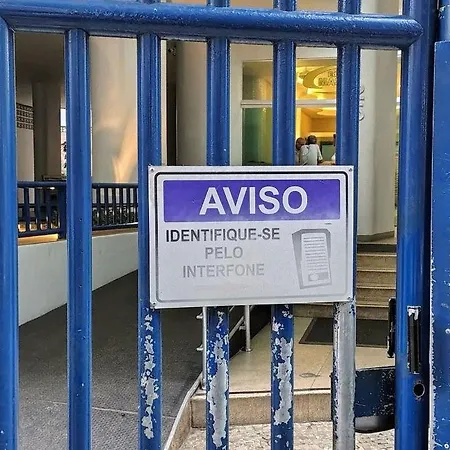 AVISO
IDENTIFIQUE-SE
PELO
INTERFONE